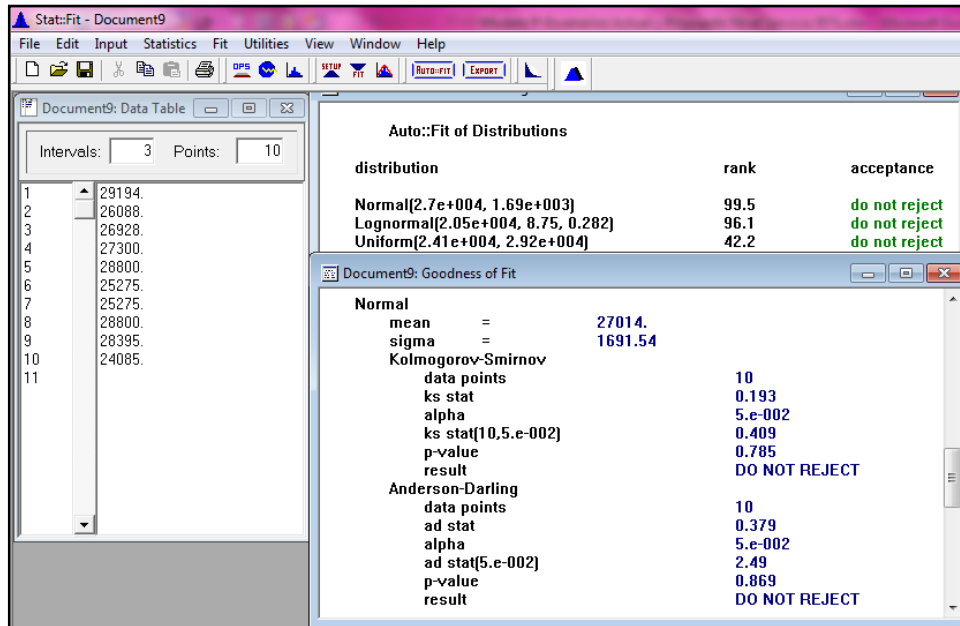 Stat::Fit - Document9
File Edit Input Statistics Fit Utilities View Window Help
OPS SETUP FIT AUTO::FIT EXPORT
Document9: Data Table
Intervals: 3 Points: 10
1 29194.
2 26088.
3 26928.
4 27300.
5 28800.
6 25275.
7 25275.
8 28800.
9 28395.
10 24085.
11
Auto::Fit of Distributions
distribution rank acceptance
Normal(2.7e+004, 1.69e+003) 99.5 do not reject
Lognormal(2.05e+004, 8.75, 0.282) 96.1 do not reject
Uniform(2.41e+004, 2.92e+004) 42.2 do not reject
Document9: Goodness of Fit
Normal
mean = 27014.
sigma = 1691.54
Kolmogorov-Smirnov
data points 10
ks stat 0.193
alpha 5.e-002
ks stat(10,5.e-002) 0.409
p-value 0.785
result DO NOT REJECT
Anderson-Darling
data points 10
ad stat 0.379
alpha 5.e-002
ad stat(5.e-002) 2.49
p-value 0.869
result DO NOT REJECT